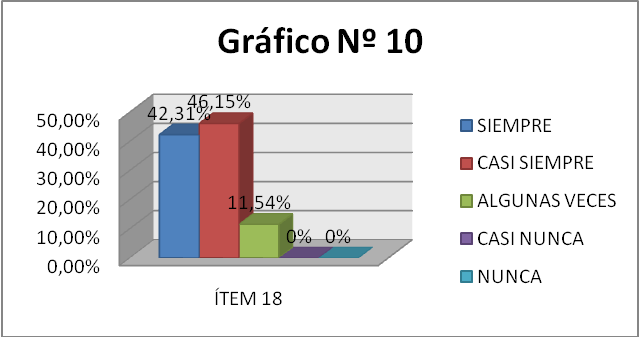 Gráfico Nº 10
50,00%
40,00%
30,00%
20,00%
10,00%
0,00%
42,31%
46,15%
11,54%
0%
0%
ÍTEM 18
SIEMPRE
CASI SIEMPRE
ALGUNAS VECES
CASI NUNCA
NUNCA